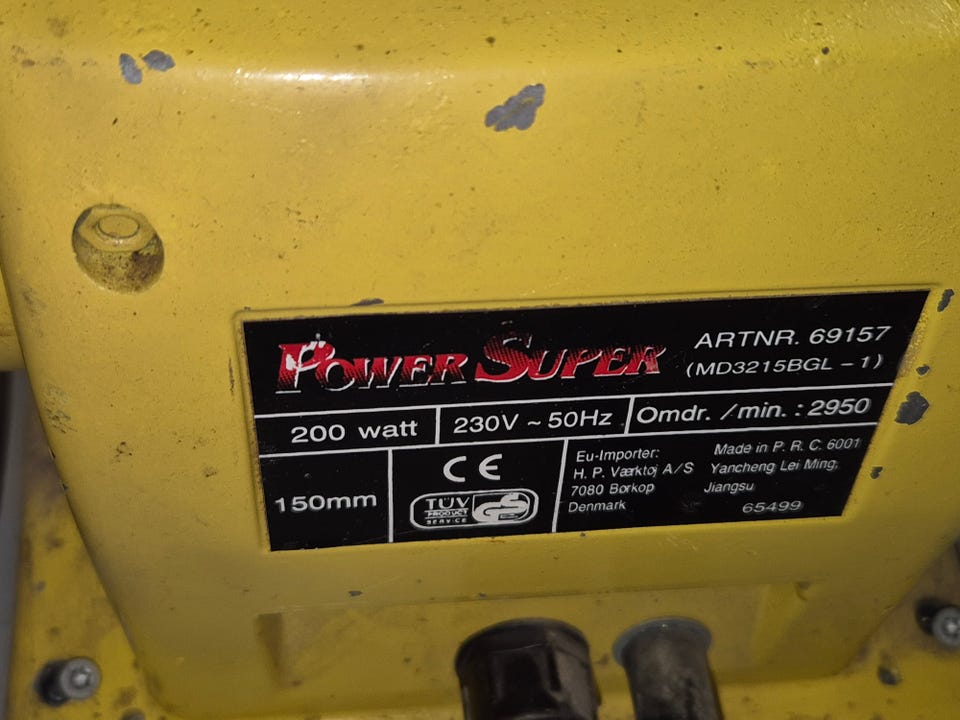 POWER SUPER
ARTNR. 69157
(MD3215BGL - 1)
200 watt
230V ~ 50Hz
Omdr. /min. : 2950
150mm
CE
TÜV
PRODUCT
SERVICE
GS
Eu-Importer:
H. P. Værktøj A/S
7080 Børkop
Denmark
Made in P. R. C. 6001
Yancheng Lei Ming,
Jiangsu
65499